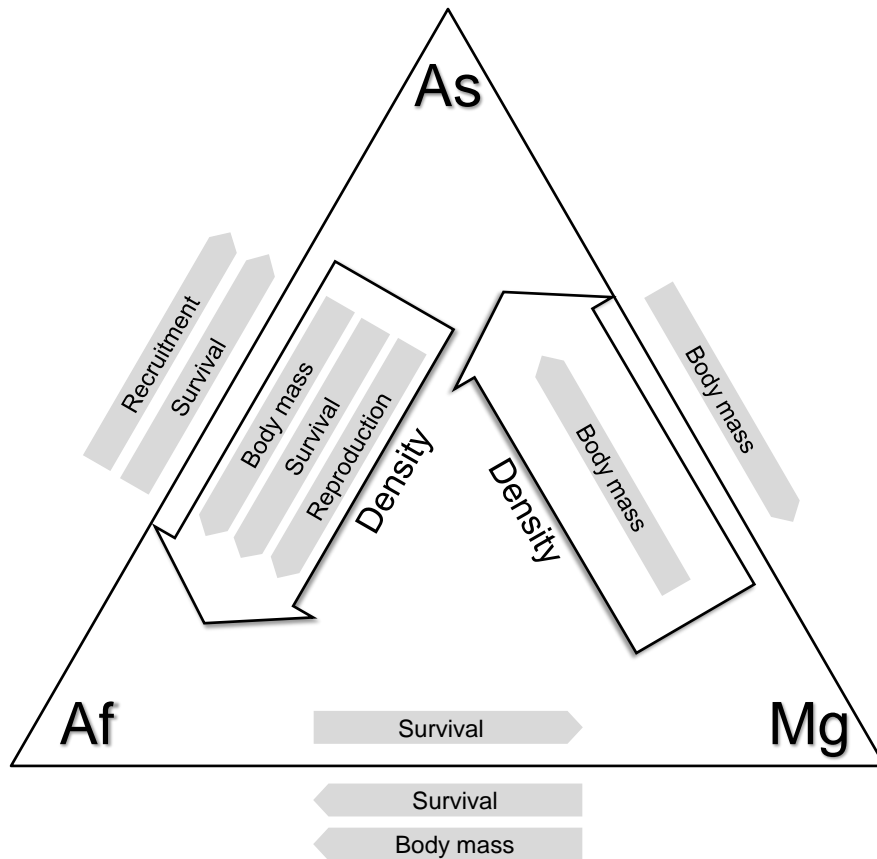 As
Recruitment
Survival
Body mass
Survival
Reproduction
Density
Density
Body mass
Body mass
Af
Mg
Survival
Survival
Body mass